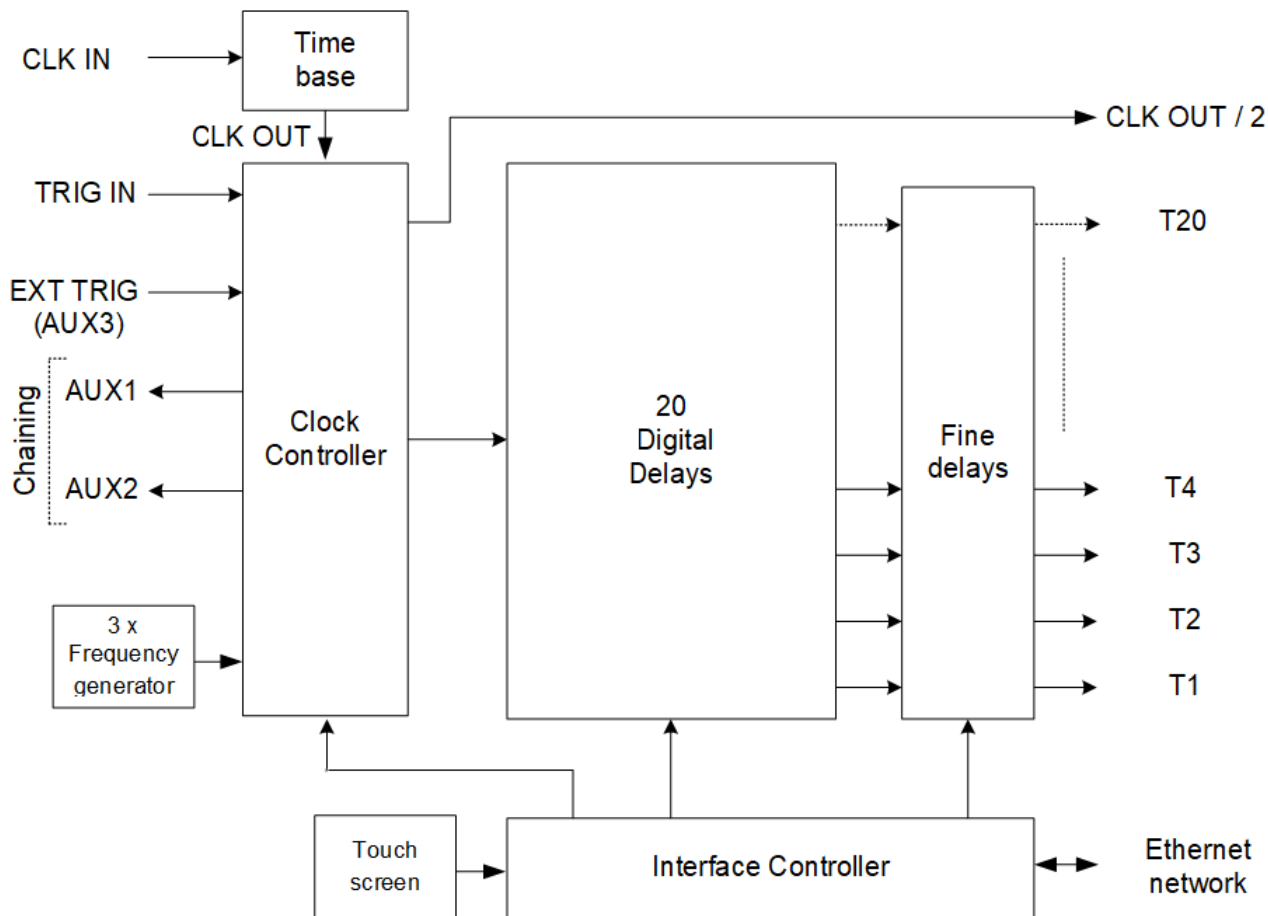 CLK IN
Time
base
CLK OUT
CLK OUT / 2
TRIG IN
EXT TRIG
(AUX3)
Chaining
AUX1
AUX2
3 x
Frequency
generator
Clock
Controller
20
Digital
Delays
Fine
delays
T20
T4
T3
T2
T1
Touch
screen
Interface Controller
Ethernet
network